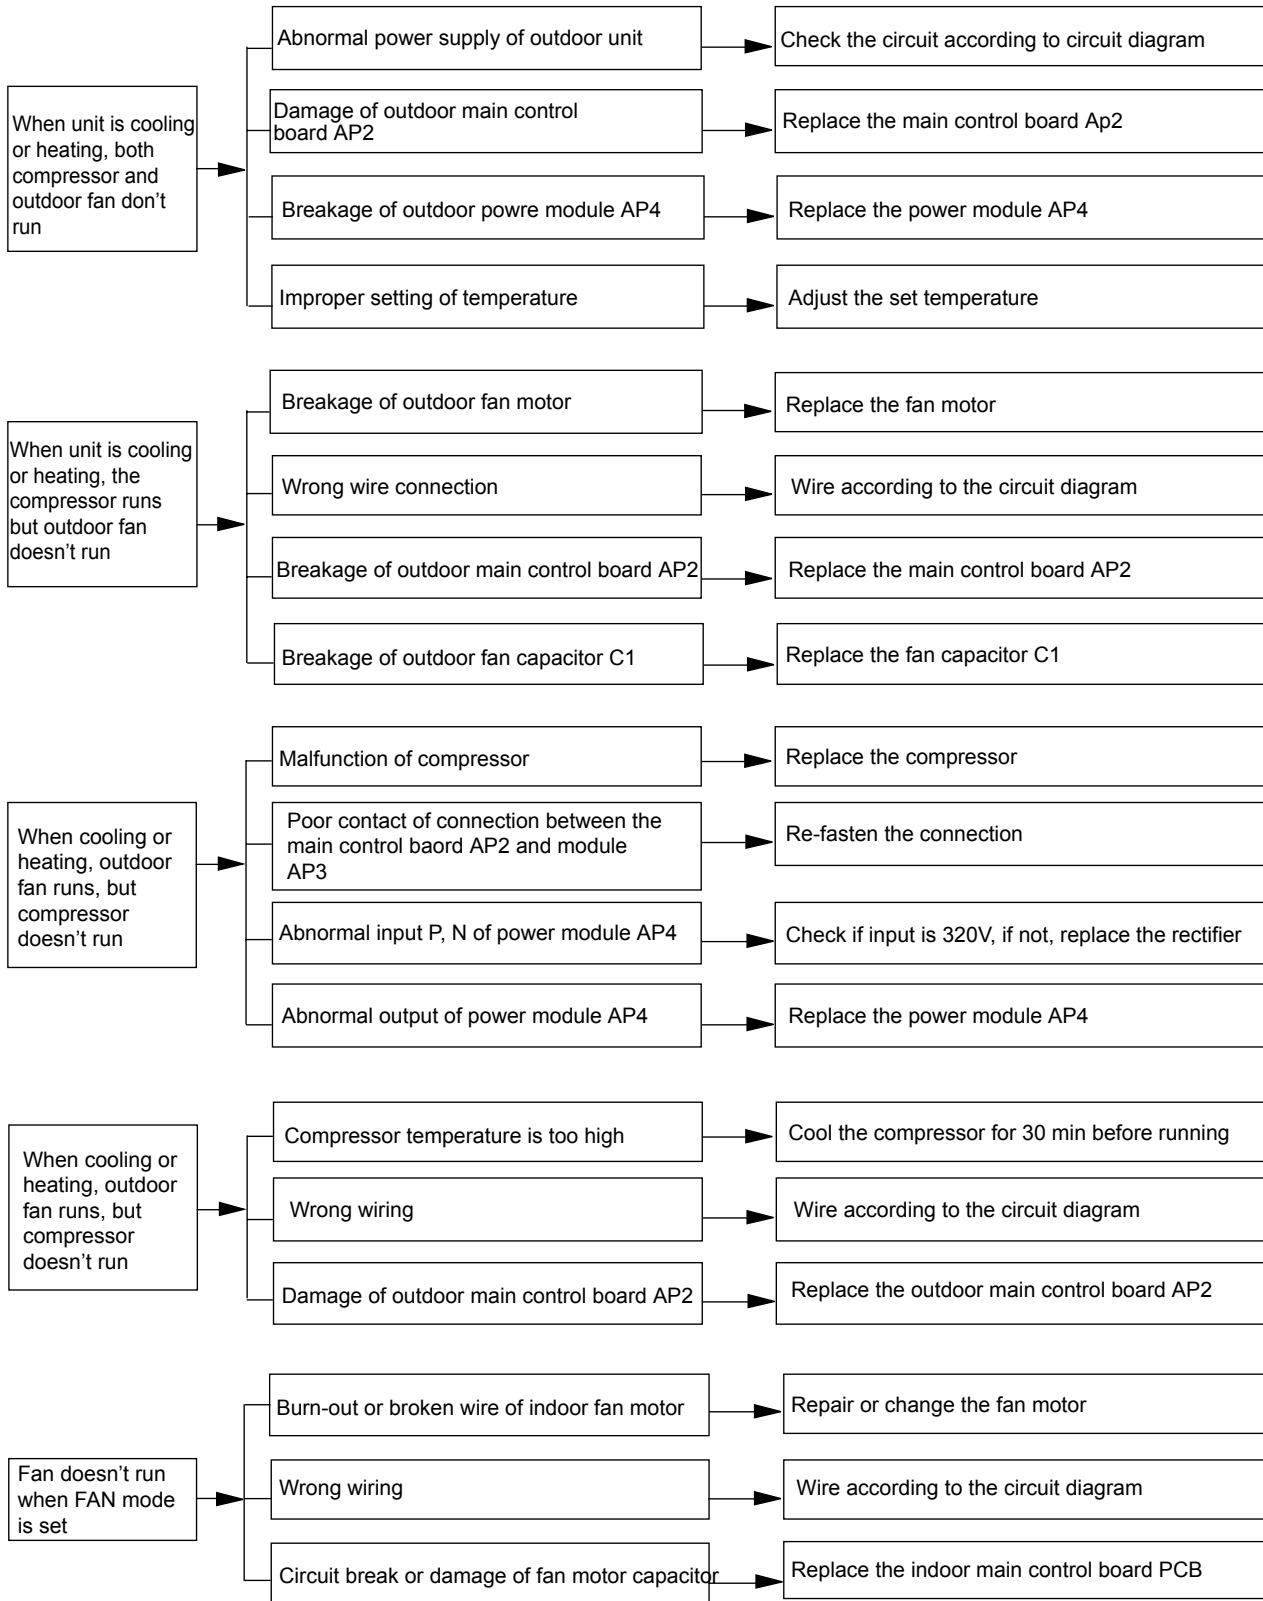 When unit is cooling
or heating, both
compressor and
outdoor fan don't
run
Abnormal power supply of outdoor unit
Check the circuit according to circuit diagram
Damage of outdoor main control
board AP2
Replace the main control board Ap2
Breakage of outdoor powre module AP4
Replace the power module AP4
Improper setting of temperature
Adjust the set temperature
When unit is cooling
or heating, the
compressor runs
but outdoor fan
doesn't run
Breakage of outdoor fan motor
Replace the fan motor
Wrong wire connection
Wire according to the circuit diagram
Breakage of outdoor main control board AP2
Replace the main control board AP2
Breakage of outdoor fan capacitor C1
Replace the fan capacitor C1
When cooling or
heating, outdoor
fan runs, but
compressor
doesn't run
Malfunction of compressor
Replace the compressor
Poor contact of connection between the
main control baord AP2 and module
AP3
Re-fasten the connection
Abnormal input P, N of power module AP4
Check if input is 320V, if not, replace the rectifier
Abnormal output of power module AP4
Replace the power module AP4
When cooling or
heating, outdoor
fan runs, but
compressor
doesn't run
Compressor temperature is too high
Cool the compressor for 30 min before running
Wrong wiring
Wire according to the circuit diagram
Damage of outdoor main control board AP2
Replace the outdoor main control board AP2
Fan doesn't run
when FAN mode
is set
Burn-out or broken wire of indoor fan motor
Repair or change the fan motor
Wrong wiring
Wire according to the circuit diagram
Circuit break or damage of fan motor capacitor
Replace the indoor main control board PCB